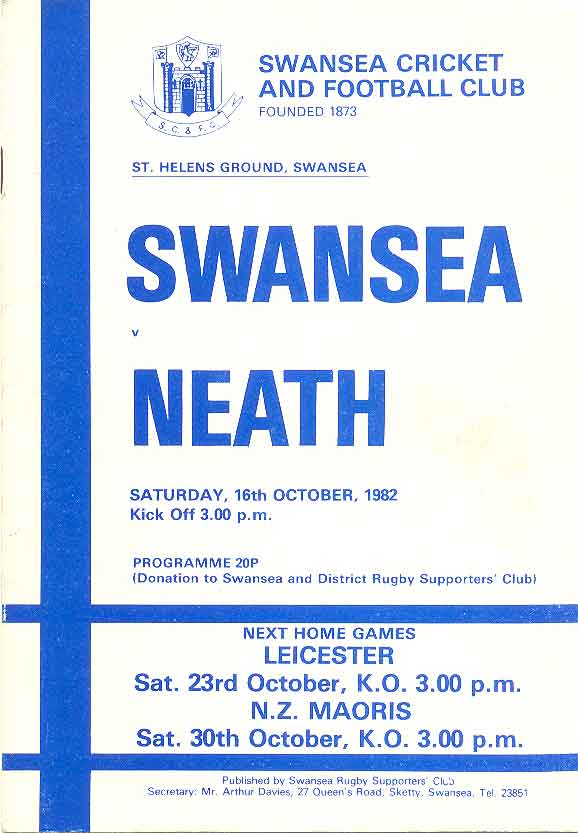 SWANSEA CRICKET
AND FOOTBALL CLUB
FOUNDED 1873
S.C. & F.C.
ST. HELENS GROUND, SWANSEA
SWANSEA
v
NEATH
SATURDAY, 16th OCTOBER, 1982
Kick Off 3.00 p.m.
PROGRAMME 20P
(Donation to Swansea and District Rugby Supporters' Club)
NEXT HOME GAMES
LEICESTER
Sat. 23rd October, K.O. 3.00 p.m.
N.Z. MAORIS
Sat. 30th October, K.O. 3.00 p.m.
Published by Swansea Rugby Supporters' Club
Secretary: Mr. Arthur Davies, 27 Queen's Road, Sketty, Swansea, Tel. 23851